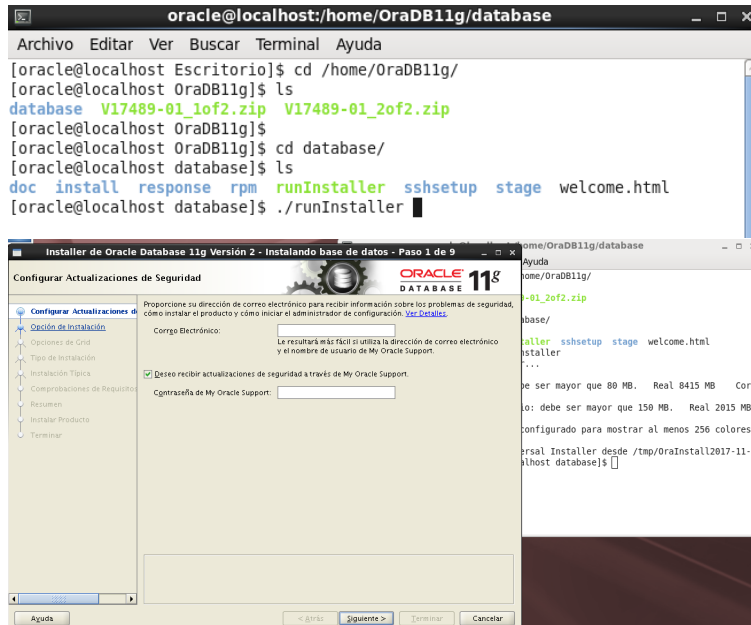 oracle@localhost:/home/OraDB11g/database
Archivo Editar Ver Buscar Terminal Ayuda
[oracle@localhost Escritorio]$ cd /home/OraDB11g/
[oracle@localhost OraDB11g]$ ls
database V17489-01_1of2.zip V17489-01_2of2.zip
[oracle@localhost OraDB11g]$
[oracle@localhost OraDB11g]$ cd database/
[oracle@localhost database]$ ls
doc install response rpm runInstaller sshsetup stage welcome.html
[oracle@localhost database]$ ./runInstaller
Installer de Oracle Database 11g Versión 2 - Instalando base de datos - Paso 1 de 9
Configurar Actualizaciones de Seguridad
ORACLE
DATABASE 11g
Configurar Actualizaciones d
Opción de Instalación
Opciones de Grid
Tipo de Instalación
Instalación Típica
Comprobaciones de Requisitos
Resumen
Instalar Producto
Terminar
Proporcione su dirección de correo electrónico para recibir información sobre los problemas de seguridad,
cómo instalar el producto y cómo iniciar el administrador de configuración. Ver Detalles.
Correo Electrónico:
Le resultará más fácil si utiliza la dirección de correo electrónico
y el nombre de usuario de My Oracle Support.
Deseo recibir actualizaciones de seguridad a través de My Oracle Support.
Contraseña de My Oracle Support:
Ayuda
< Atrás
Siguiente >
Terminar
Cancelar
ome/OraDB11g/database
Ayuda
ome/OraDB11g/
-01_2of2.zip
abase/
aller sshsetup stage welcome.html
nstaller
r...
be ser mayor que 80 MB. Real 8415 MB Cor
io: debe ser mayor que 150 MB. Real 2015 MB
configurado para mostrar al menos 256 colores
ersal Installer desde /tmp/OraInstall2017-11-
alhost database]$